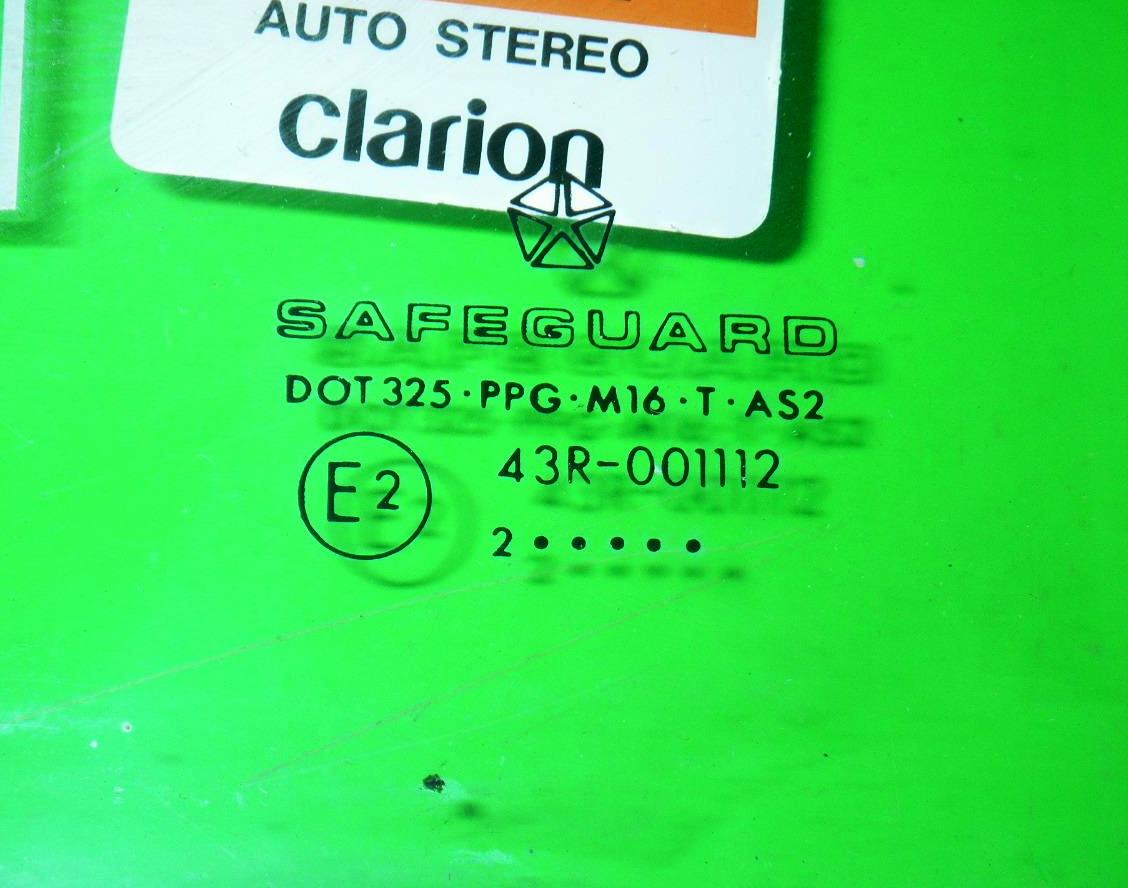 AUTO STEREO
Clarion
SAFEGUARD
DOT 325·PPG·M16·T·AS2
E2
43R-001112
2•••••